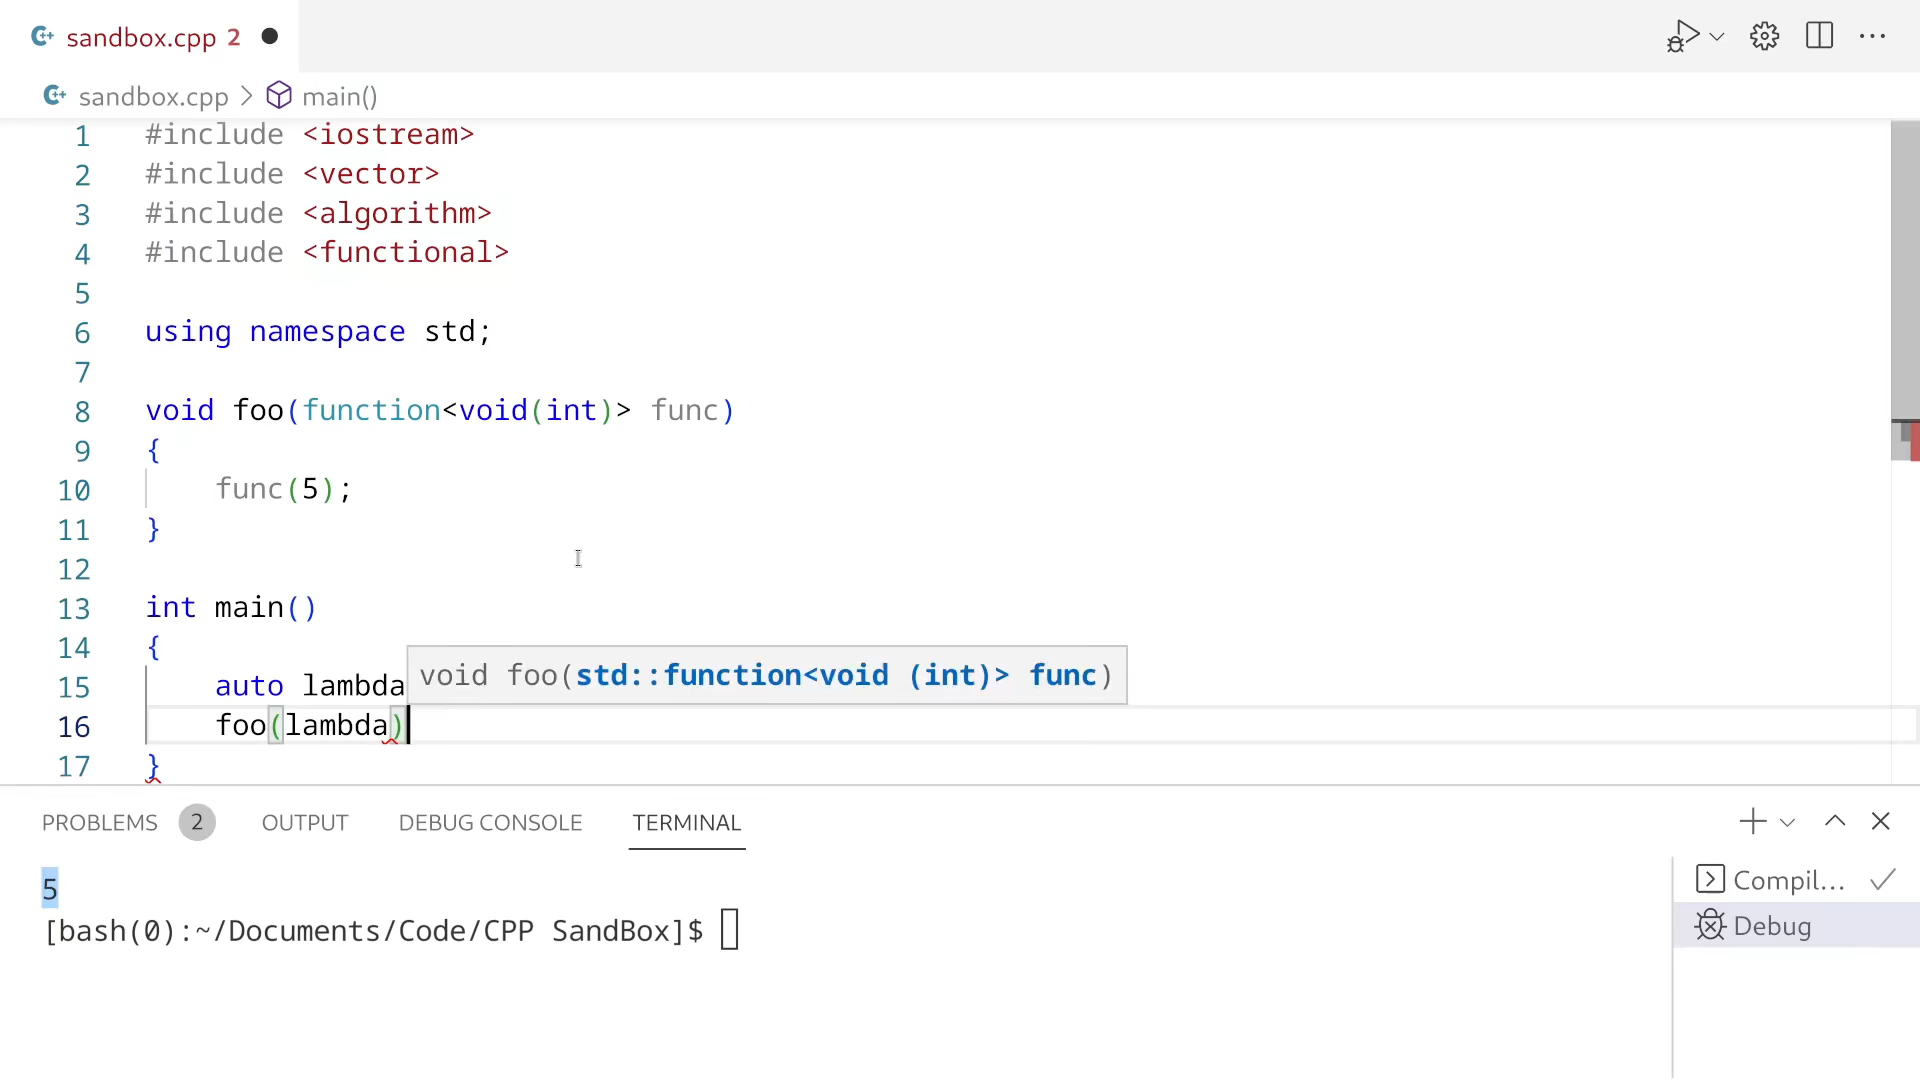 sandbox.cpp 2
sandbox.cpp > main()
1 #include <iostream>
2 #include <vector>
3 #include <algorithm>
4 #include <functional>
5
6 using namespace std;
7
8 void foo(function<void(int)> func)
9 {
10 func(5);
11 }
12
13 int main()
14 {
void foo(std::function<void (int)> func)
15 auto lambda
16 foo(lambda)
17 }
PROBLEMS 2 OUTPUT DEBUG CONSOLE TERMINAL
5
[bash(0):~/Documents/Code/CPP SandBox]$
Compil...
Debug